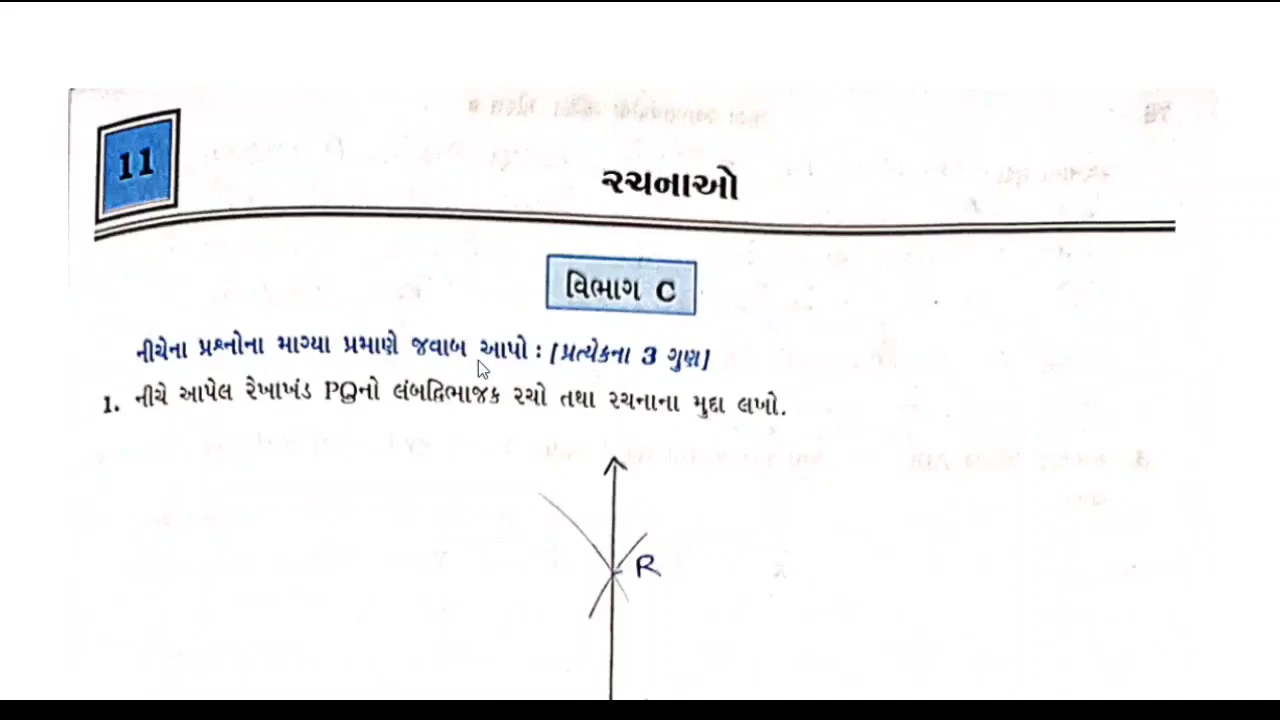 11
રચનાઓ
વિભાગ C
નીચેના પ્રશ્નોના માગ્યા પ્રમાણે જવાબ આપો : [પ્રત્યેકના 3 ગુણ]
1. નીચે આપેલ રેખાખંડ PQનો લંબદ્વિભાજક રચો તથા રચનાના મુદ્દા લખો.
R